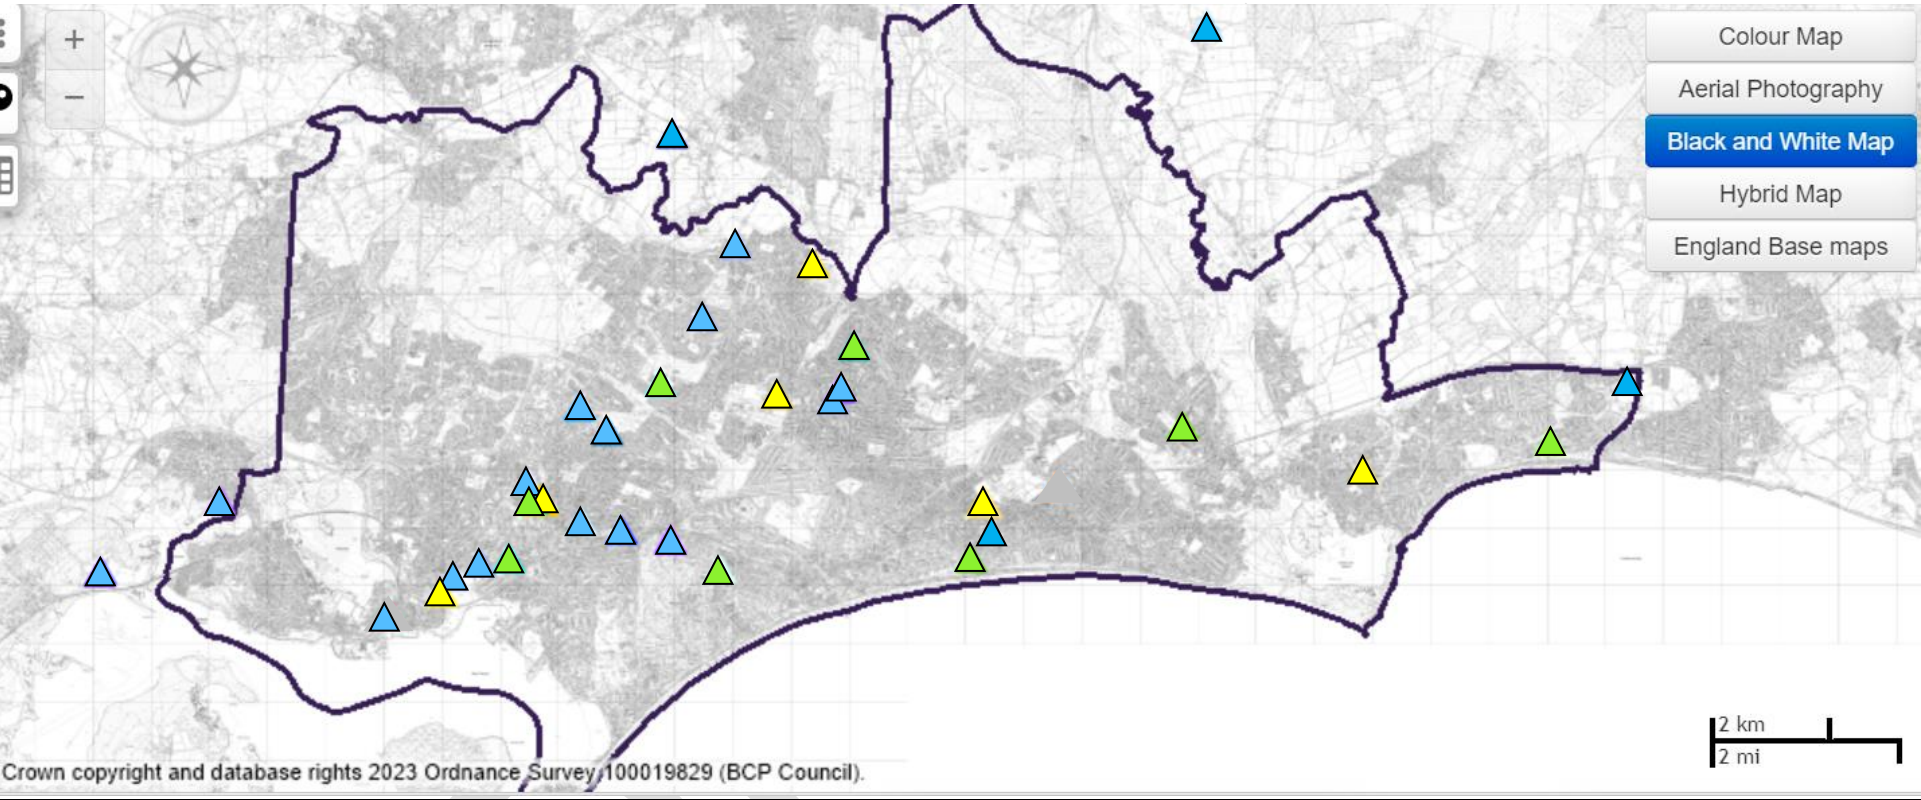 +
−
Colour Map
Aerial Photography
Black and White Map
Hybrid Map
England Base maps
2 km
2 mi
Crown copyright and database rights 2023 Ordnance Survey 100019829 (BCP Council).